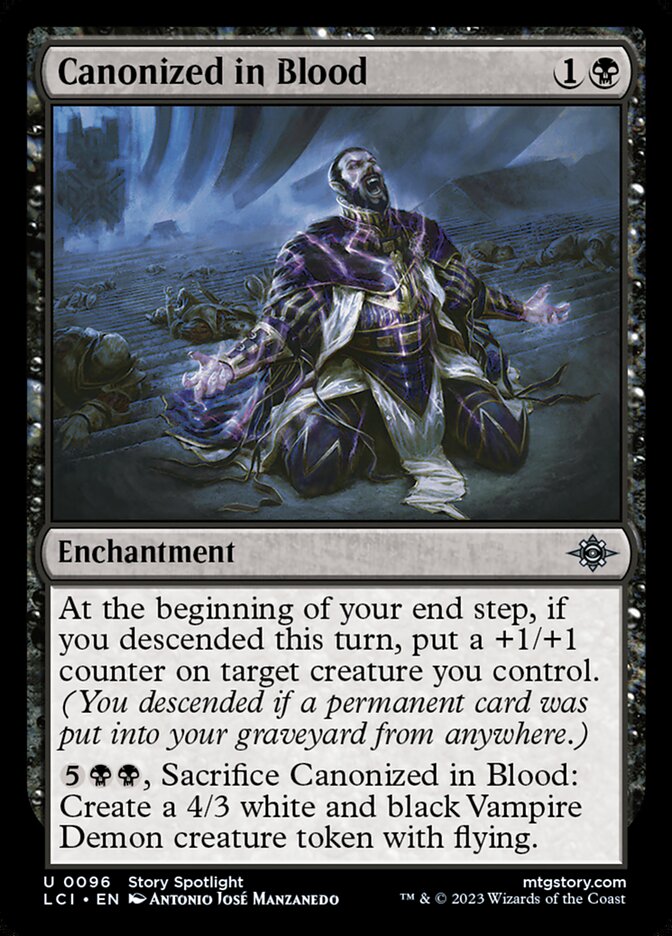 Canonized in Blood 1
Enchantment
At the beginning of your end step, if
you descended this turn, put a +1/+1
counter on target creature you control.
(You descended if a permanent card was
put into your graveyard from anywhere.)
5, Sacrifice Canonized in Blood:
Create a 4/3 white and black Vampire
Demon creature token with flying.
U 0096 Story Spotlight mtgstory.com
LCI • EN Antonio José Manzanedo ™ & © 2023 Wizards of the Coast